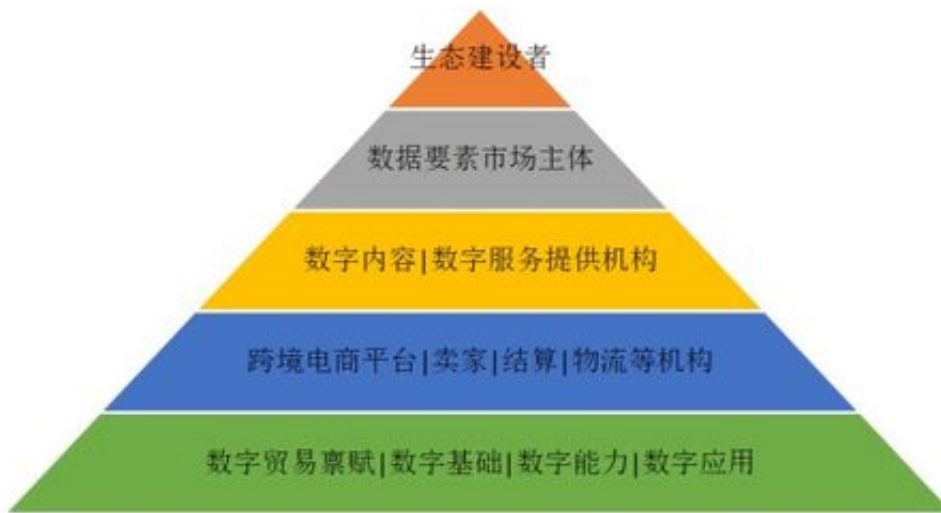 生态建设者
数据要素市场主体
数字内容|数字服务提供机构
跨境电商平台|卖家|结算|物流等机构
数字贸易禀赋|数字基础|数字能力|数字应用